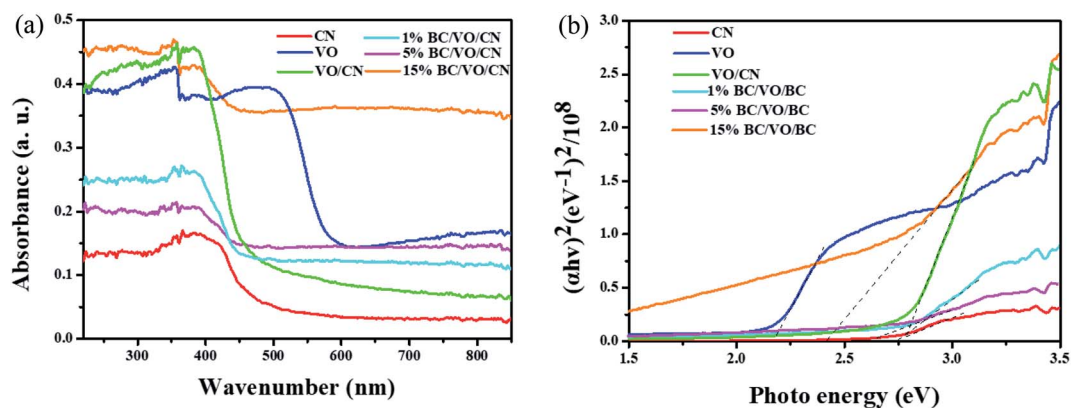 (a)
0.5
0.4
0.3
0.2
0.1
0.0
Absorbance (a. u.)
CN
VO
VO/CN
1% BC/VO/CN
5% BC/VO/CN
15% BC/VO/CN
300
400
500
600
700
800
Wavenumber (nm)
(b)
3.0
2.5
2.0
1.5
1.0
0.5
0.0
(αhv)²(eV⁻¹)²/10⁸
CN
VO
VO/CN
1% BC/VO/BC
5% BC/VO/BC
15% BC/VO/BC
1.5
2.0
2.5
3.0
3.5
Photo energy (eV)